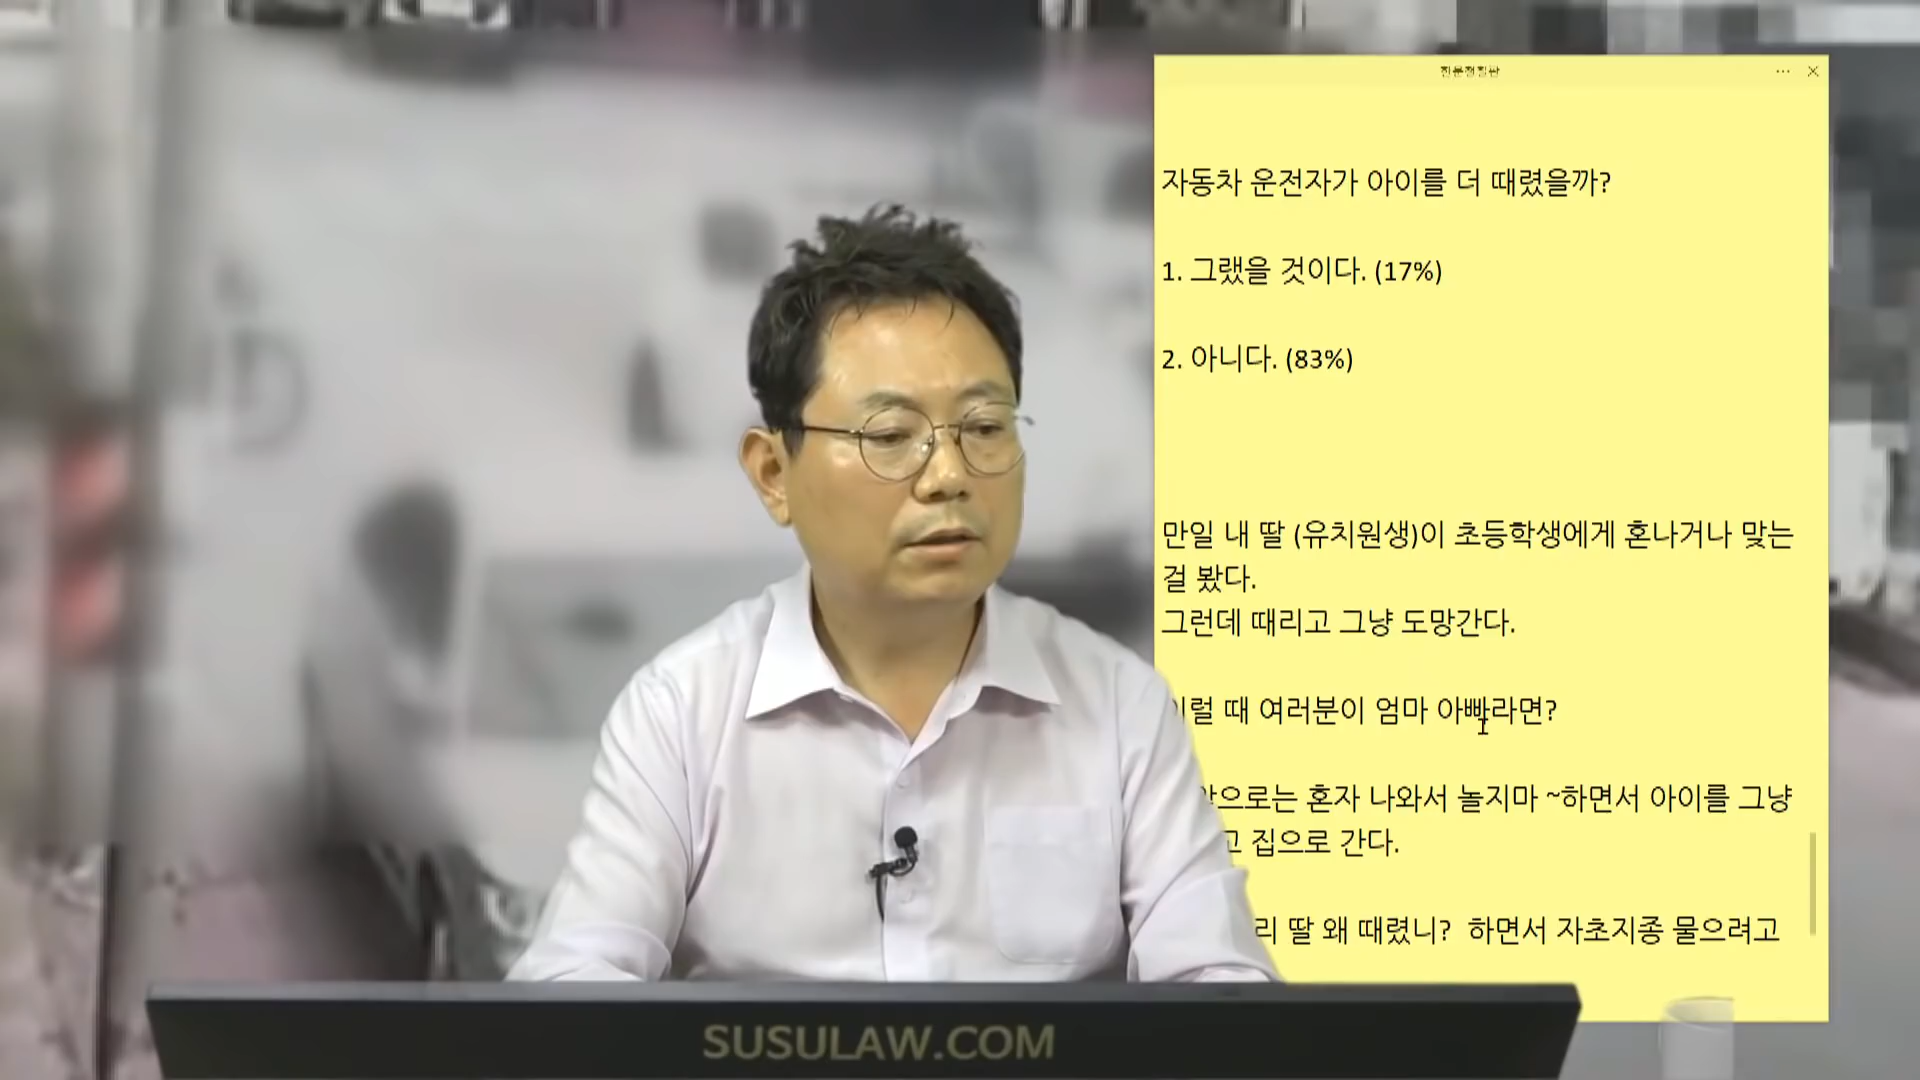 자동차 운전자가 아이를 더 때렸을까?
1. 그랬을 것이다. (17%)
2. 아니다. (83%)
만일 내 딸 (유치원생)이 초등학생에게 혼나거나 맞는
걸 봤다.
그런데 때리고 그냥 도망간다.
이럴 때 여러분이 엄마 아빠라면?
앞으로는 혼자 나와서 놀지마 ~하면서 아이를 그냥
고 집으로 간다.
리 딸 왜 때렸니? 하면서 자초지종 물으려고
SUSULAW.COM